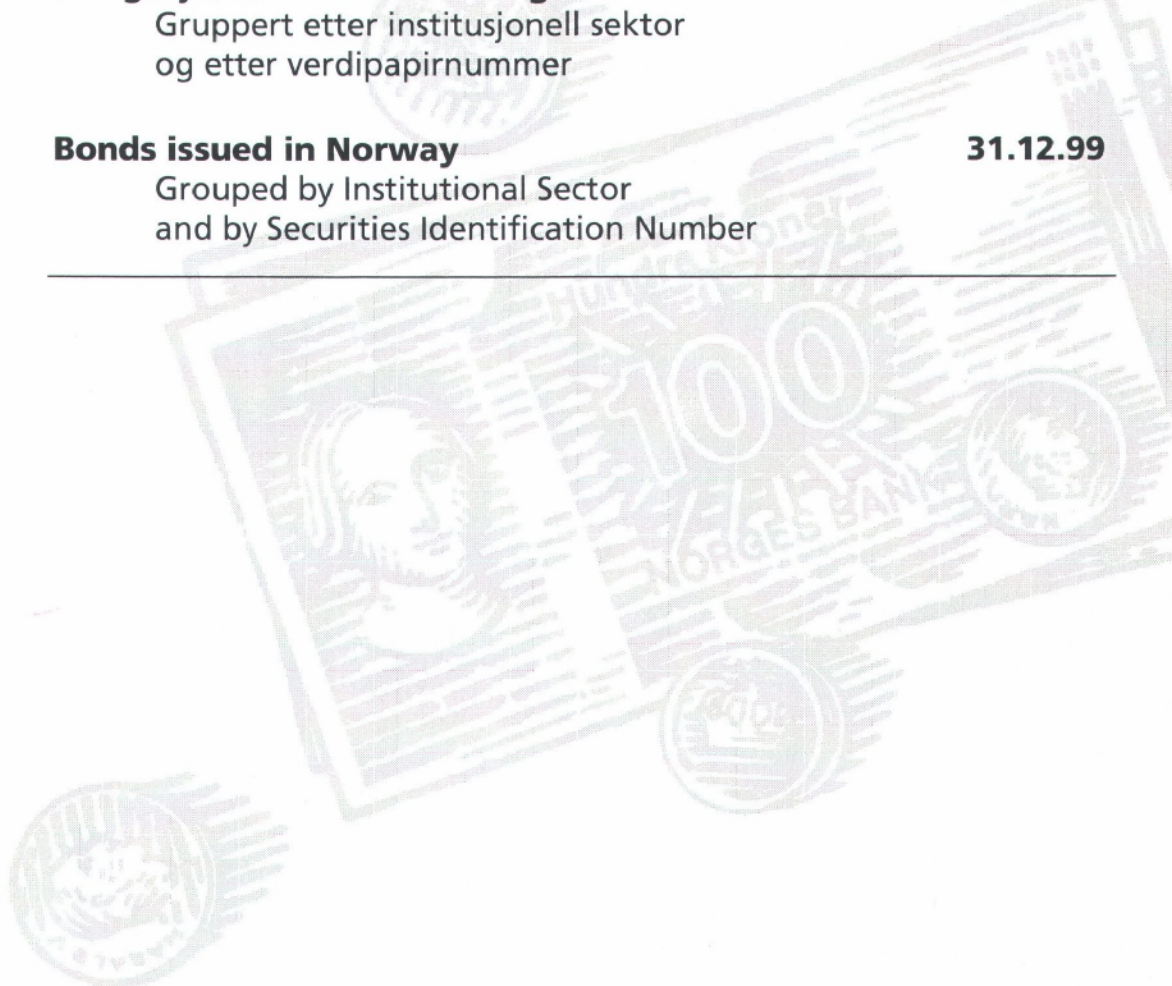 Gruppert etter institusjonell sektor
og etter verdipapirnummer
Bonds issued in Norway 31.12.99
Grouped by Institutional Sector
and by Securities Identification Number
100
NORGES BANK